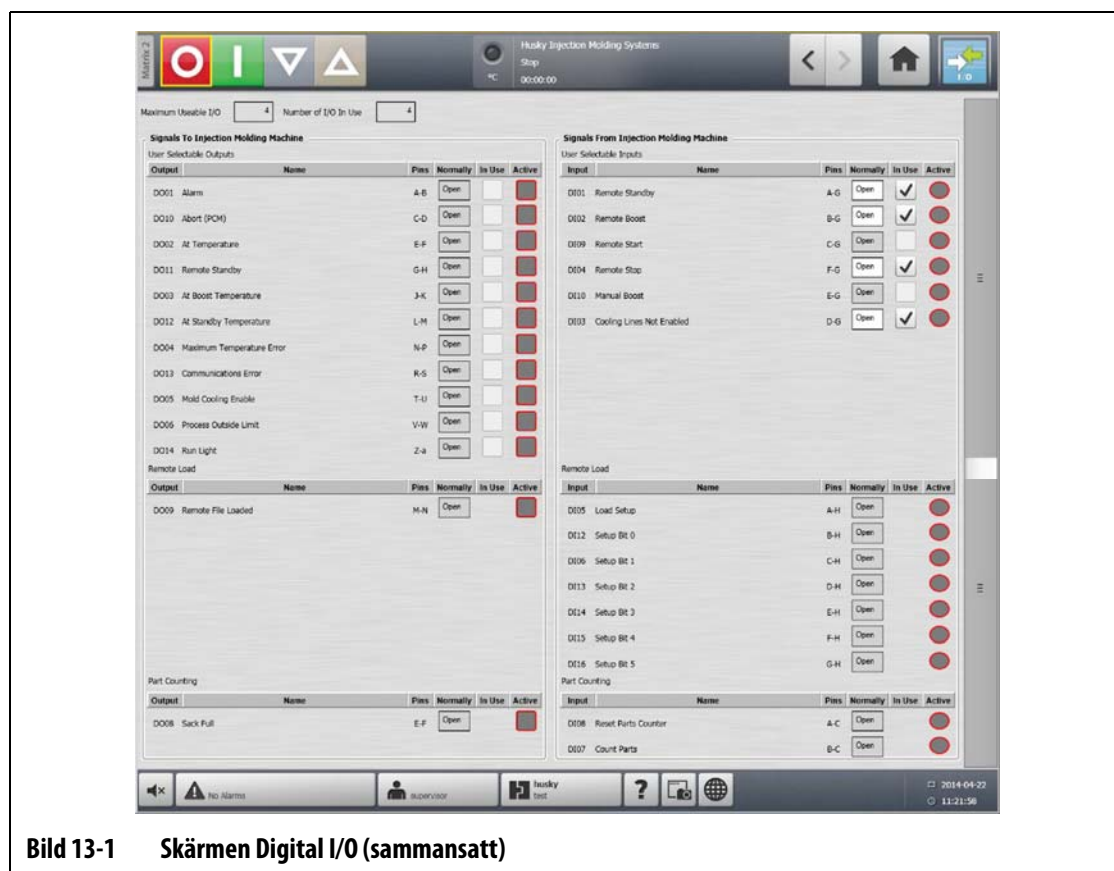 Matrix 2
Husky Injection Molding Systems
Stop
°C 00:00:00
I/O
Maximum Useable I/O 4 Number of I/O In Use 4
Signals To Injection Molding Machine
User Selectable Outputs
Output Name Pins Normally In Use Active
DO01 Alarm A-B Open
DO10 Abort (PCM) C-D Open
DO02 At Temperature E-F Open
DO11 Remote Standby G-H Open
DO03 At Boost Temperature J-K Open
DO12 At Standby Temperature L-M Open
DO04 Maximum Temperature Error N-P Open
DO13 Communications Error R-S Open
DO05 Mold Cooling Enable T-U Open
DO06 Process Outside Limit V-W Open
DO14 Run Light Z-a Open
Remote Load
Output Name Pins Normally In Use Active
DO09 Remote File Loaded M-N Open
Part Counting
Output Name Pins Normally In Use Active
DO08 Sack Full E-F Open
Signals From Injection Molding Machine
User Selectable Inputs
Input Name Pins Normally In Use Active
DI01 Remote Standby A-G Open
DI02 Remote Boost B-G Open
DI09 Remote Start C-G Open
DI04 Remote Stop F-G Open
DI10 Manual Boost E-G Open
DI03 Cooling Lines Not Enabled D-G Open
Remote Load
Input Name Pins Normally In Use Active
DI05 Load Setup A-H Open
DI12 Setup Bit 0 B-H Open
DI06 Setup Bit 1 C-H Open
DI13 Setup Bit 2 D-H Open
DI14 Setup Bit 3 E-H Open
DI15 Setup Bit 4 F-H Open
DI16 Setup Bit 5 G-H Open
Part Counting
Input Name Pins Normally In Use Active
DI08 Reset Parts Counter A-C Open
DI07 Count Parts B-C Open
No Alarms
supervisor
husky
test
?
2014-04-22
11:21:58
Bild 13-1 Skärmen Digital I/O (sammansatt)